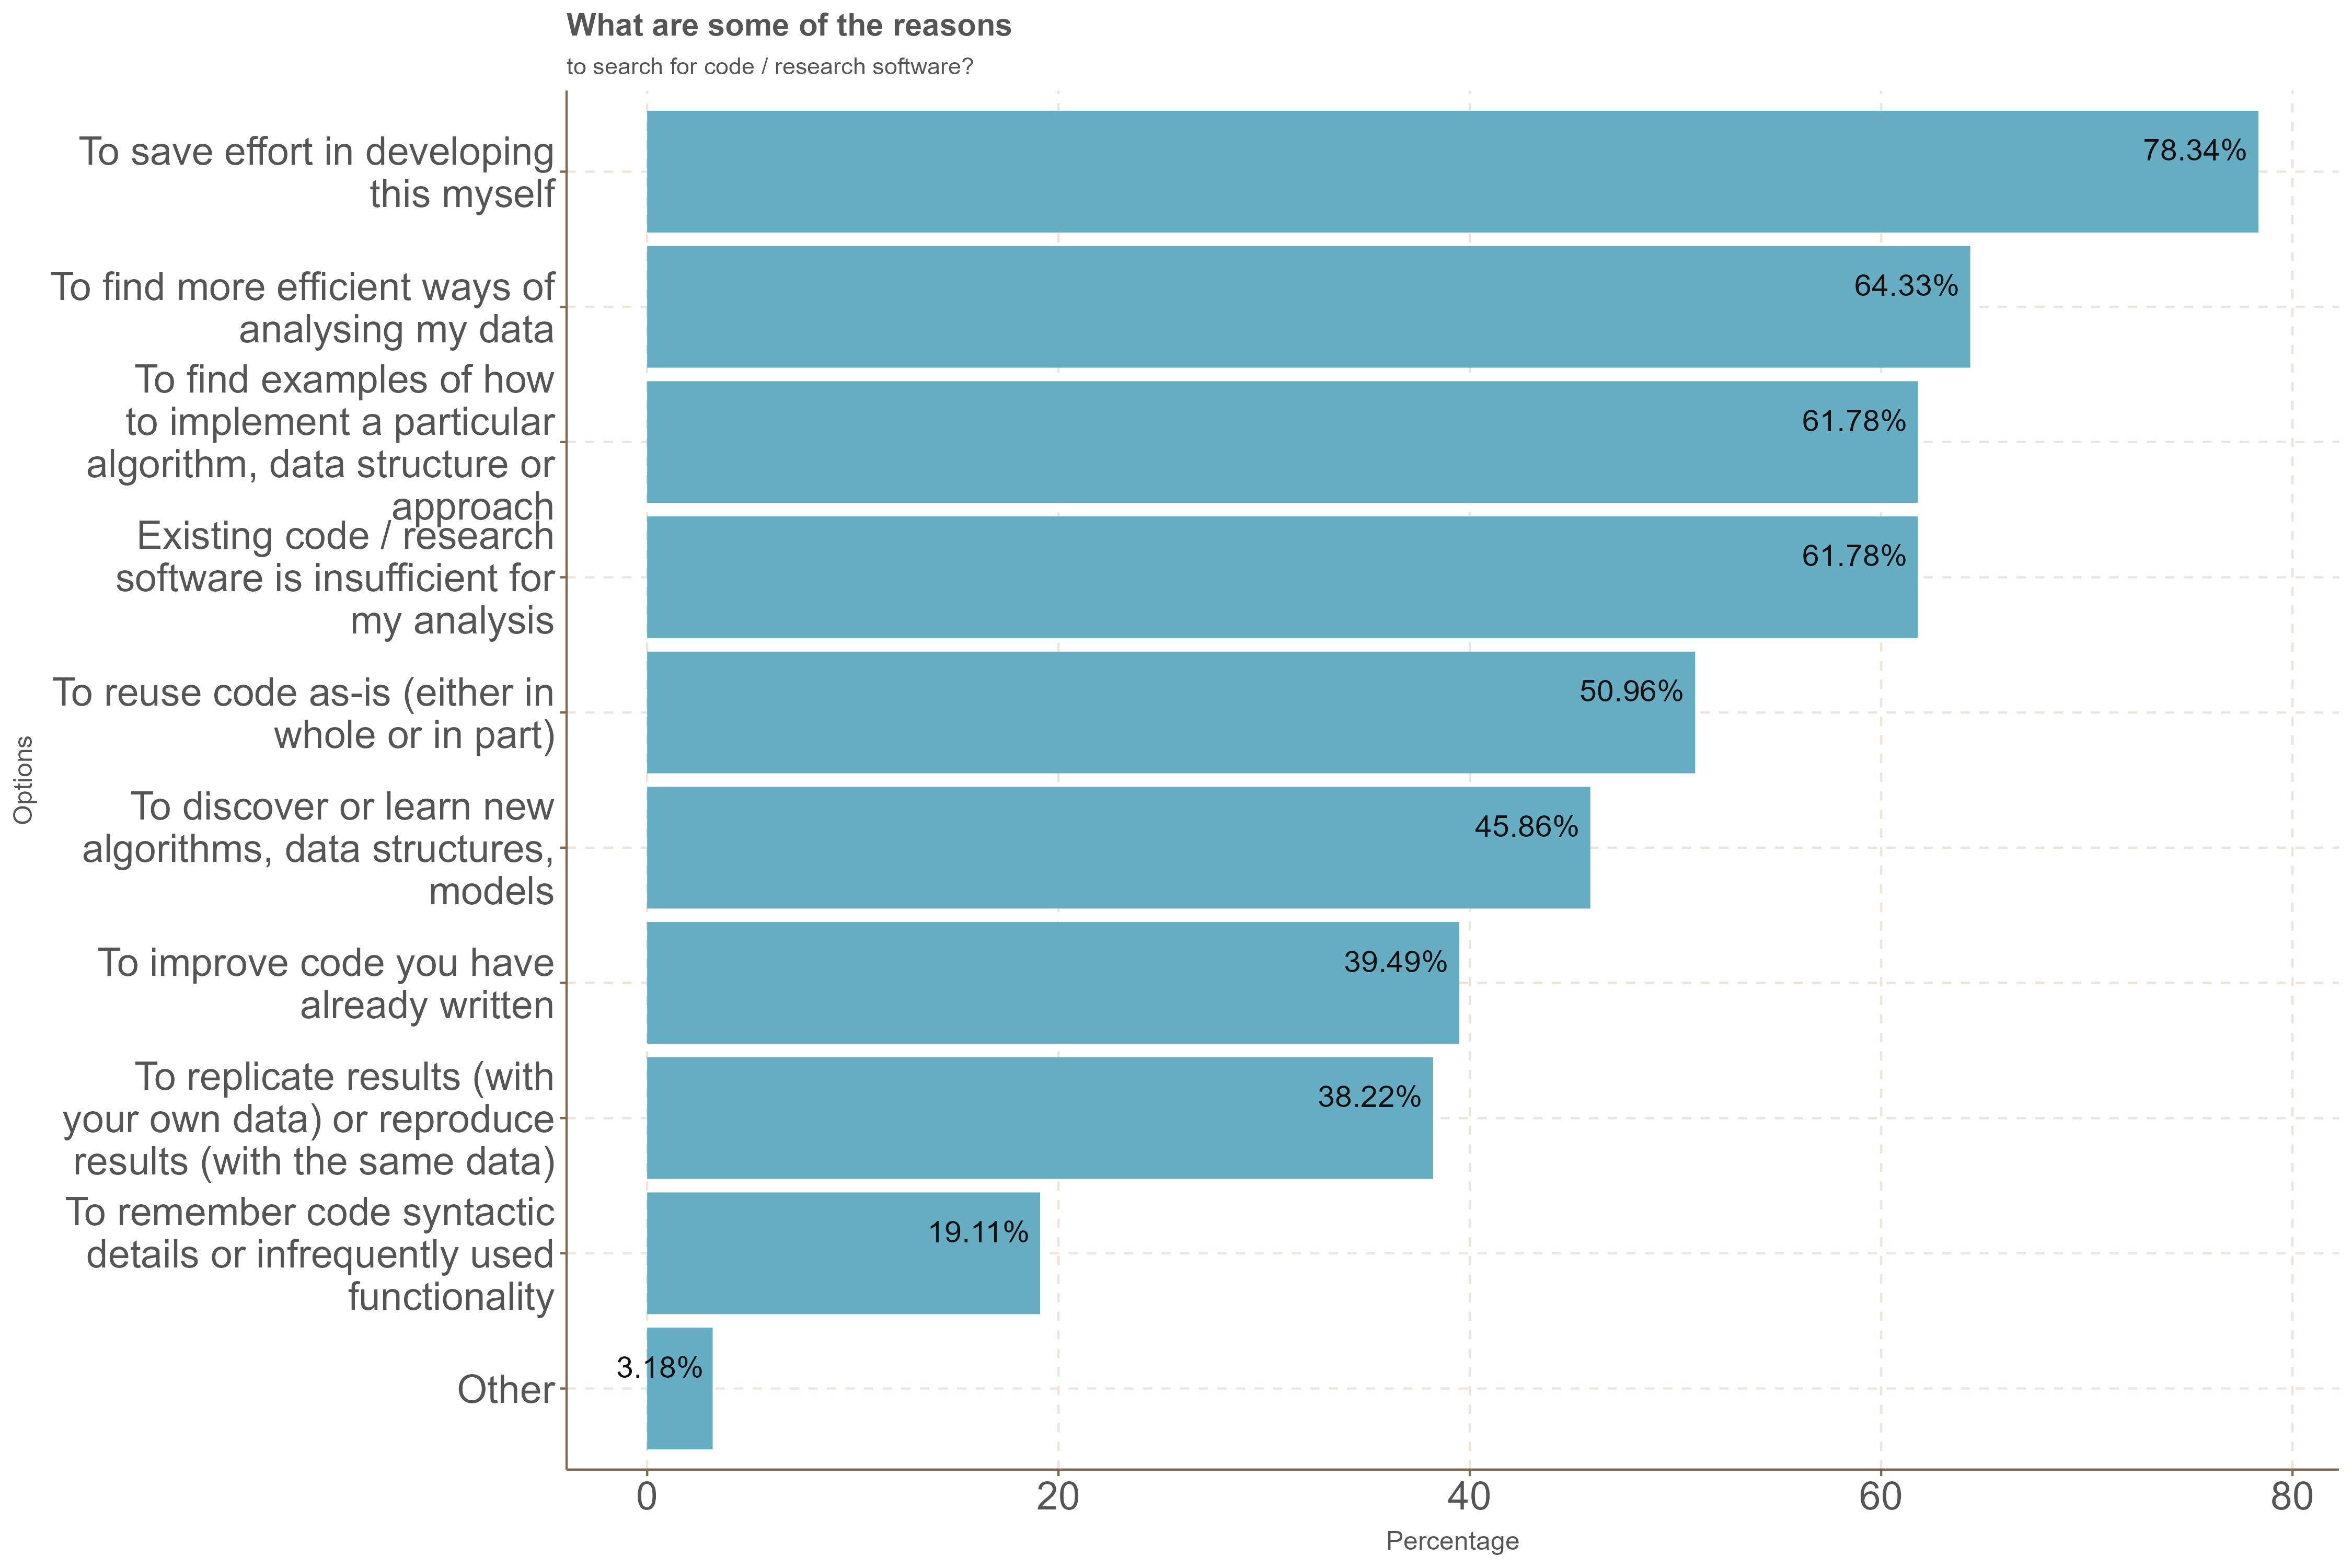 What are some of the reasons
to search for code / research software?
To save effort in developing
this myself
78.34%
To find more efficient ways of
analysing my data
64.33%
To find examples of how
to implement a particular
algorithm, data structure or
approach
61.78%
Existing code / research
software is insufficient for
my analysis
61.78%
To reuse code as-is (either in
whole or in part)
50.96%
To discover or learn new
algorithms, data structures,
models
45.86%
To improve code you have
already written
39.49%
To replicate results (with
your own data) or reproduce
results (with the same data)
38.22%
To remember code syntactic
details or infrequently used
functionality
19.11%
Other
3.18%
Options
0 20 40 60 80
Percentage